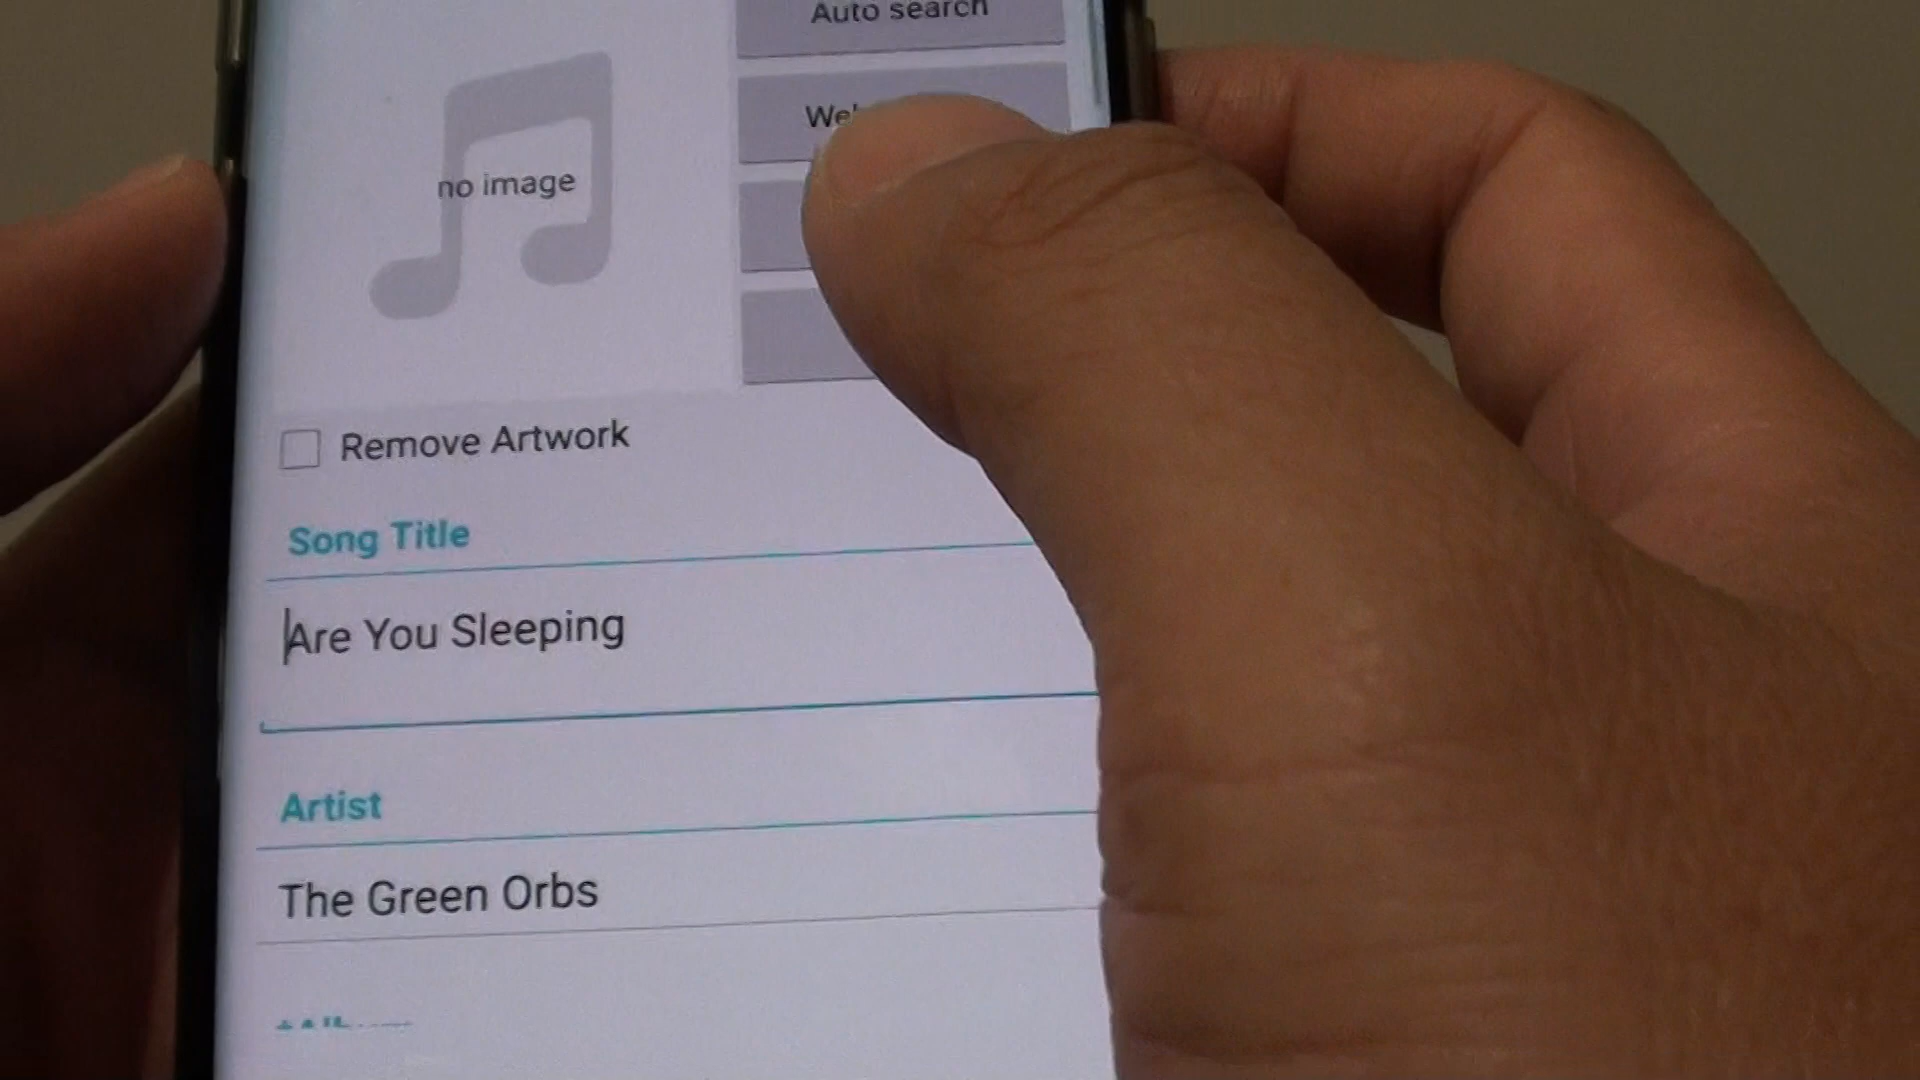 Auto search
no image
Remove Artwork
Song Title
Are You Sleeping
Artist
The Green Orbs